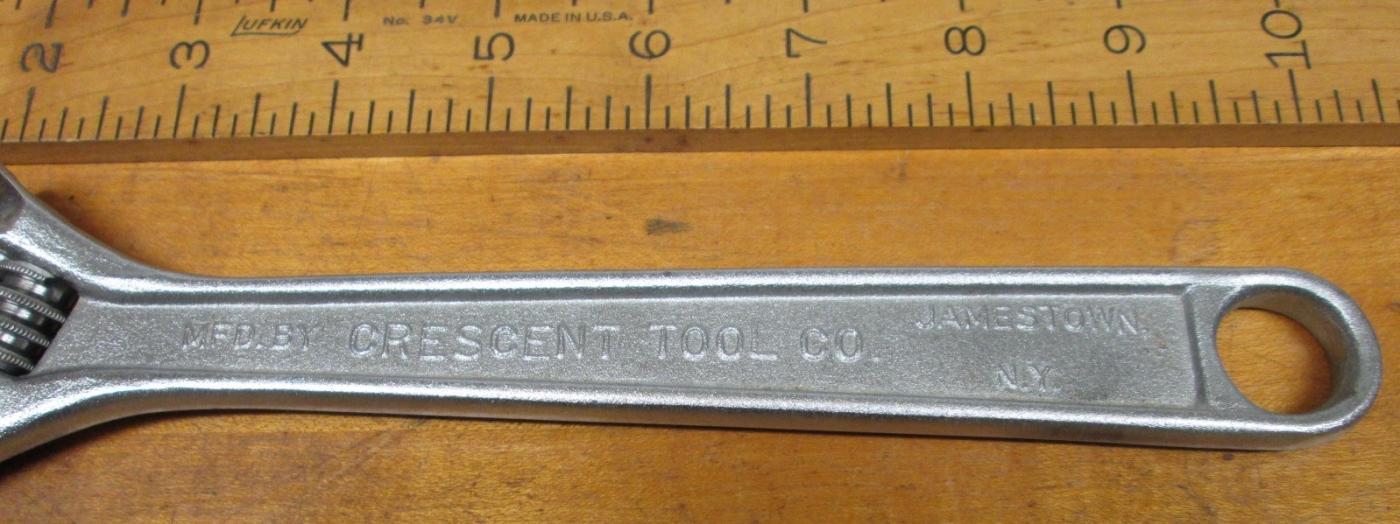 LUFKIN No. 34V MADE IN U.S.A.
2 3 4 5 6 7 8 9 10
MFD. BY CRESCENT TOOL CO. JAMESTOWN.
N.Y.